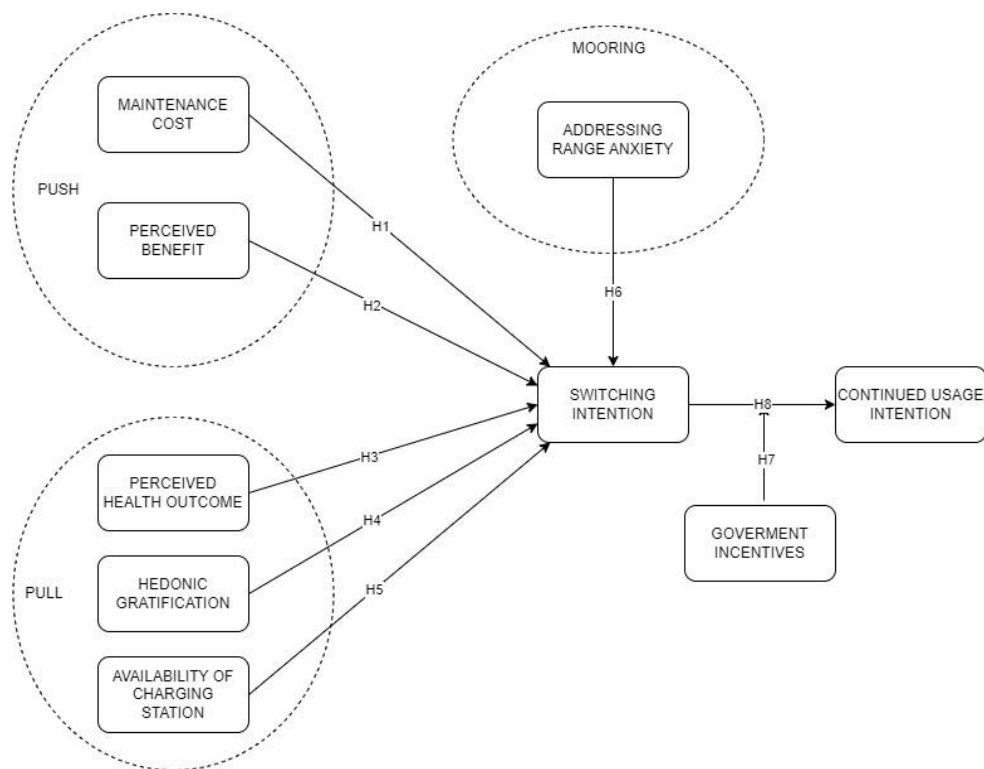 MOORING
MAINTENANCE
COST
ADDRESSING
RANGE ANXIETY
PUSH
PERCEIVED
BENEFIT
H1
H2
H6
SWITCHING
INTENTION
H8
CONTINUED USAGE
INTENTION
H3
H7
PERCEIVED
HEALTH OUTCOME
H4
GOVERMENT
INCENTIVES
PULL
HEDONIC
GRATIFICATION
H5
AVAILABILITY OF
CHARGING
STATION